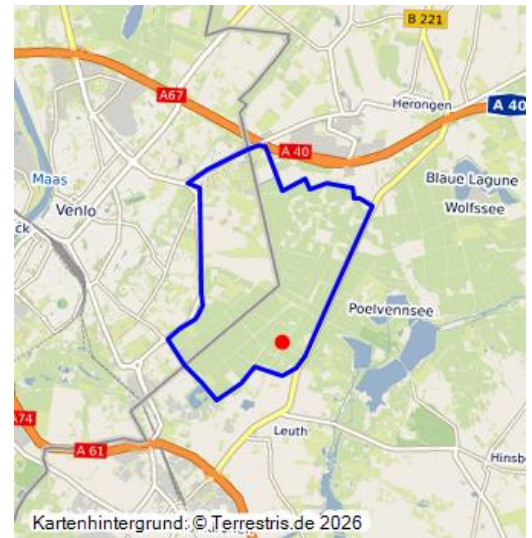 B 221
A67
Herongen
A 40
A 40
Maas
Blaue Lagune
Venlo
Wolfssee
ck
Poelvennsee
A74
Leuth
A 61
Hinsb
Kartenhintergrund: © Terrestris.de 2026